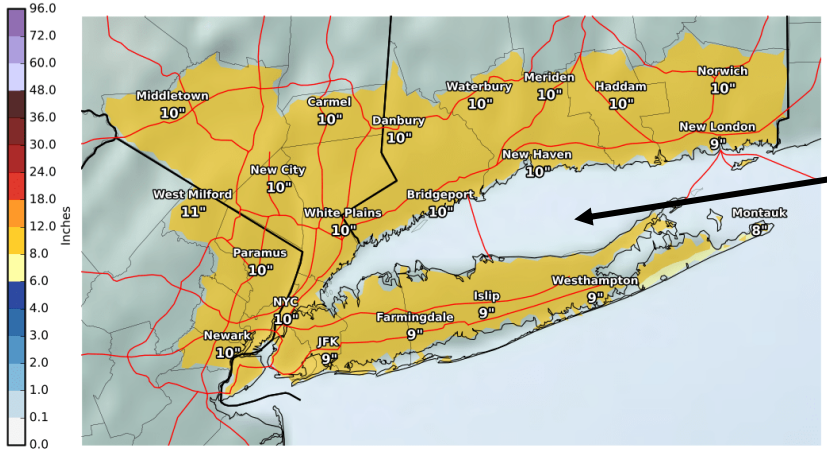 96.0
72.0
60.0
48.0
36.0
30.0
24.0
18.0
12.0
8.0
6.0
4.0
3.0
2.0
1.0
0.1
0.0
Inches
Middletown
10"
Carmel
10"
Danbury
10"
Waterbury
10"
Meriden
10"
Haddam
10"
Norwich
10"
New London
9"
New City
10"
New Haven
10"
West Milford
11"
White Plains
10"
Bridgeport
10"
Montauk
8"
Paramus
10"
NYC
10"
Islip
9"
Westhampton
9"
Farmingdale
9"
Newark
10"
JFK
9"